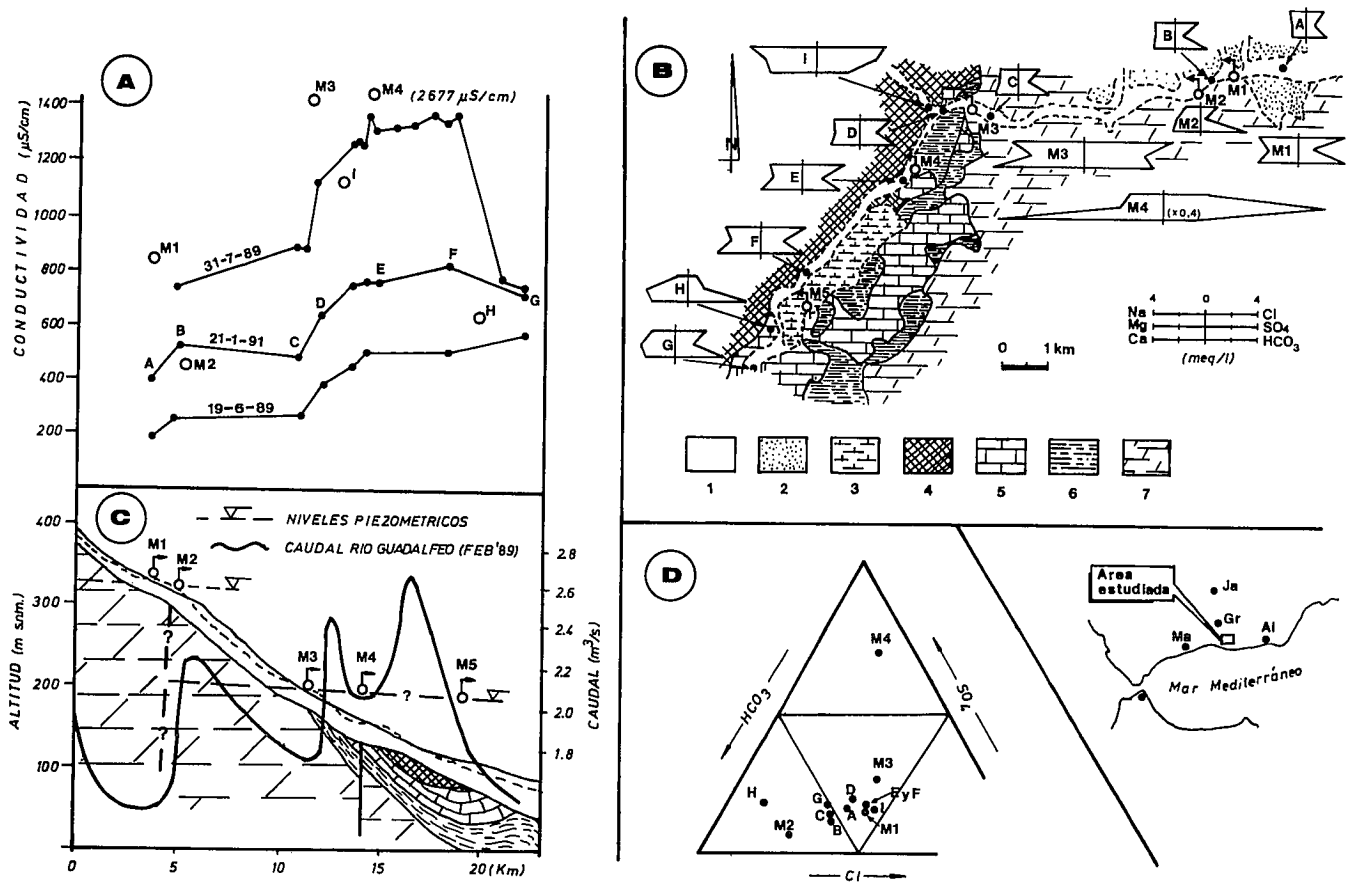 A
CONDUCTIVIDAD (µS/cm)
1400
1200
1000
800
600
400
200
M3
M4 (2677 µS/cm)
I
M1
31-7-89
F
E
D
G
H
B
21-1-91
C
A
M2
19-6-89
B
A
B
I
C
M1
M2
M2
M3
D
N
M4
M3
M1
E
M4
(x0,4)
F
M5
H
G
0 1 km
4 0 4
Na Cl
Mg SO4
Ca HCO3
(meq/l)
1 2 3 4 5 6 7
C
NIVELES PIEZOMETRICOS
CAUDAL RIO GUADALFEO (FEB'89)
ALTITUD (m s.n.m.)
400
300
200
100
M1
M2
M3
M4
M5
?
?
?
2.8
2.6
2.4
2.2
2.0
1.8
CAUDAL (m³/s)
0 5 10 15 20 (Km)
D
M4
HCO3
SO4
M3
H
G
D
E y F
C
A
I
M2
B
M1
Cl
Area
estudiada
Ja
Gr
Ma
Al
Mar Mediterráneo